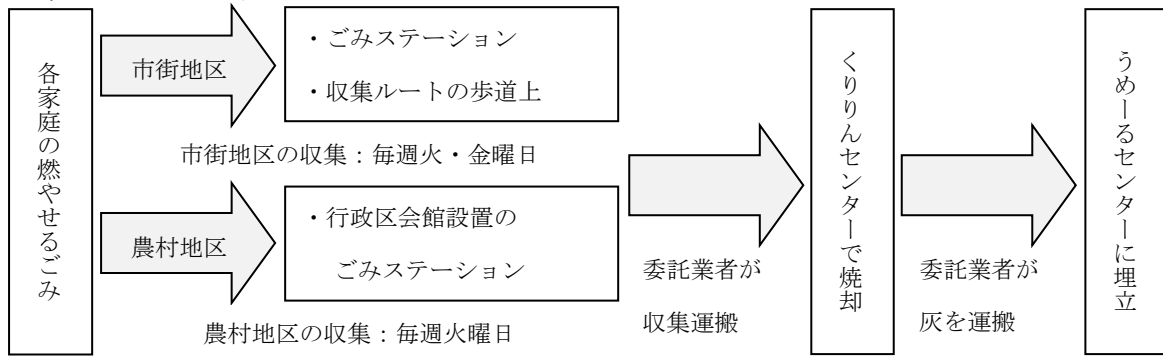 各家庭の燃やせるごみ
市街地区
・ごみステーション
・収集ルートの歩道上
市街地区の収集：毎週火・金曜日
農村地区
・行政区会館設置の
ごみステーション
農村地区の収集：毎週火曜日
委託業者が
収集運搬
くりりんセンターで焼却
委託業者が
灰を運搬
うめーるセンターに埋立